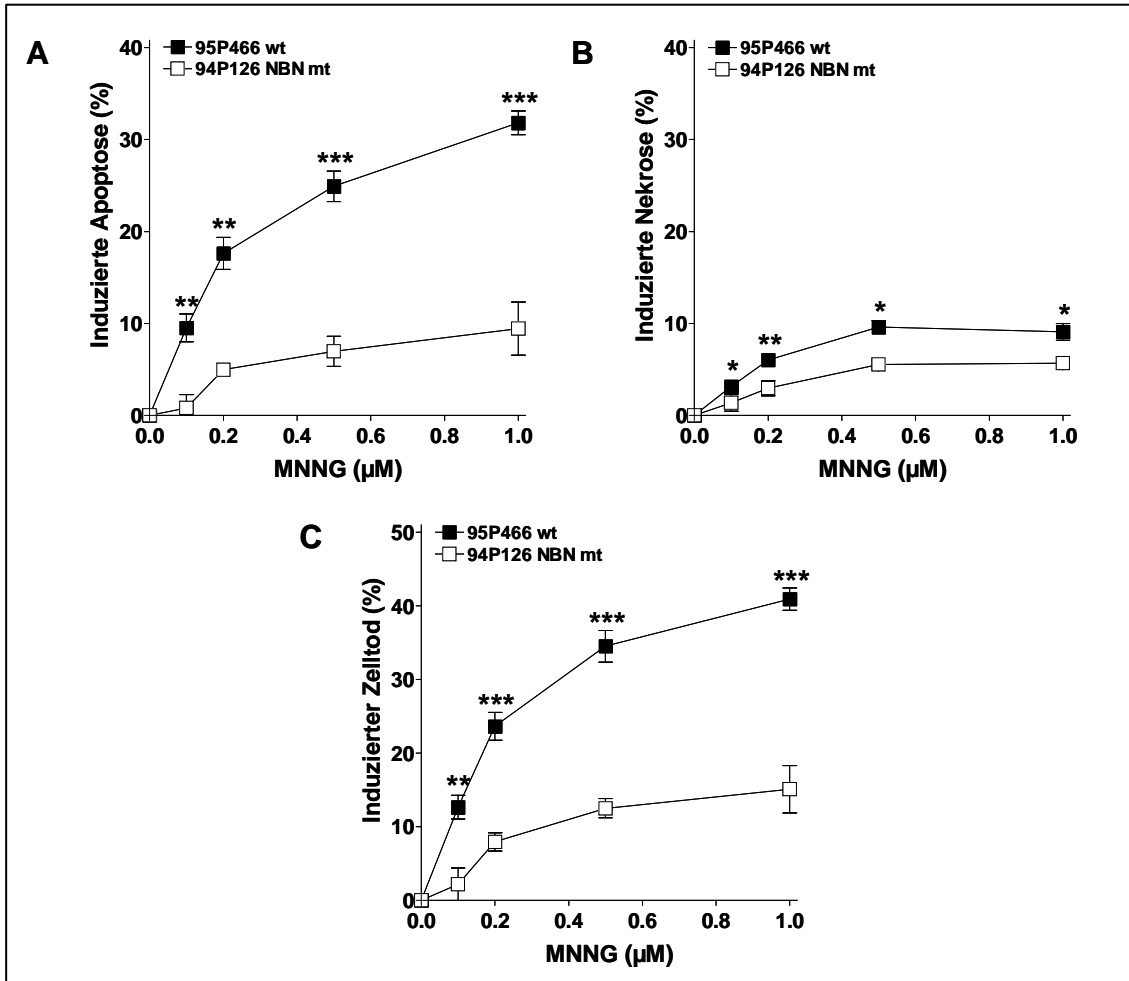 A
95P466 wt
94P126 NBN mt
Induzierte Apoptose (%)
40
30
20
10
0
**
**
***
***
0.0 0.2 0.4 0.6 0.8 1.0
MNNG (µM)
B
95P466 wt
94P126 NBN mt
Induzierte Nekrose (%)
40
30
20
10
0
*
**
*
*
0.0 0.2 0.4 0.6 0.8 1.0
MNNG (µM)
C
95P466 wt
94P126 NBN mt
Induzierter Zelltod (%)
50
40
30
20
10
0
**
***
***
***
0.0 0.2 0.4 0.6 0.8 1.0
MNNG (µM)